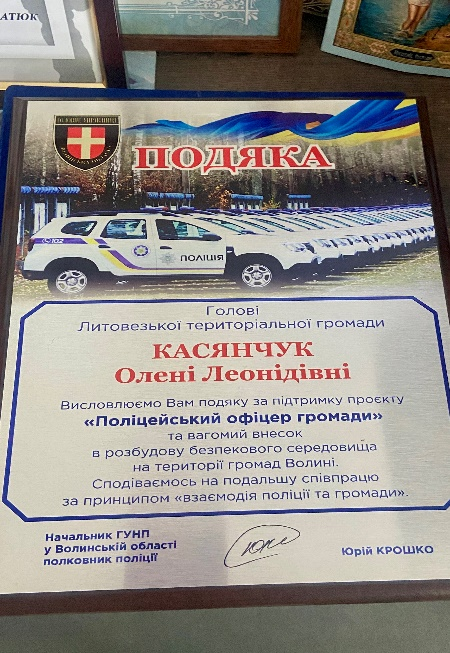 АТЮК
ПОДЯКА
102
ПОЛІЦІЯ
Голові
Литовезької територіальної громади
КАСЯНЧУК
Олені Леонідівні
Висловлюємо Вам подяку за підтримку проєкту
«Поліцейський офіцер громади»
та вагомий внесок
в розбудову безпекового середовища
на території громад Волині.
Сподіваємось на подальшу співпрацю
за принципом «взаємодія поліції та громади».
Начальник ГУНП
у Волинській області
полковник поліції
Юрій КРОШКО